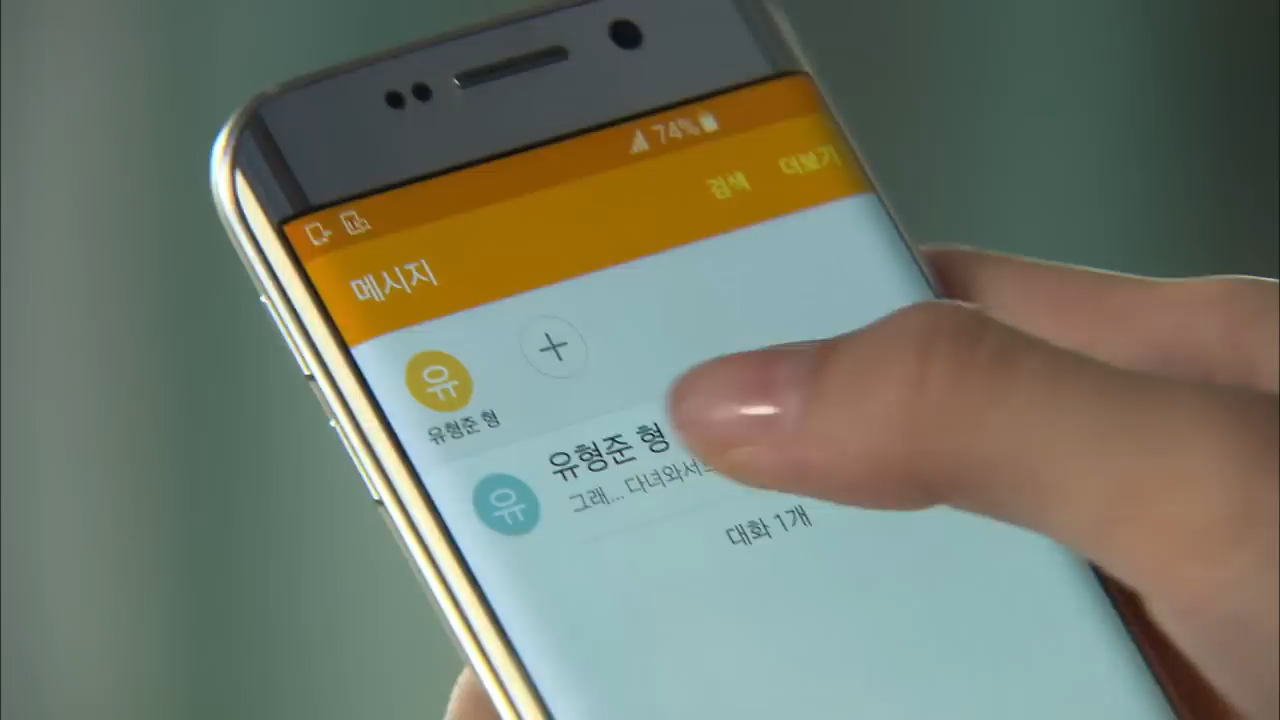 74%
검색 더보기
메시지
유
유형준 형
유
유형준 형
그래... 다녀와서
대화 1개